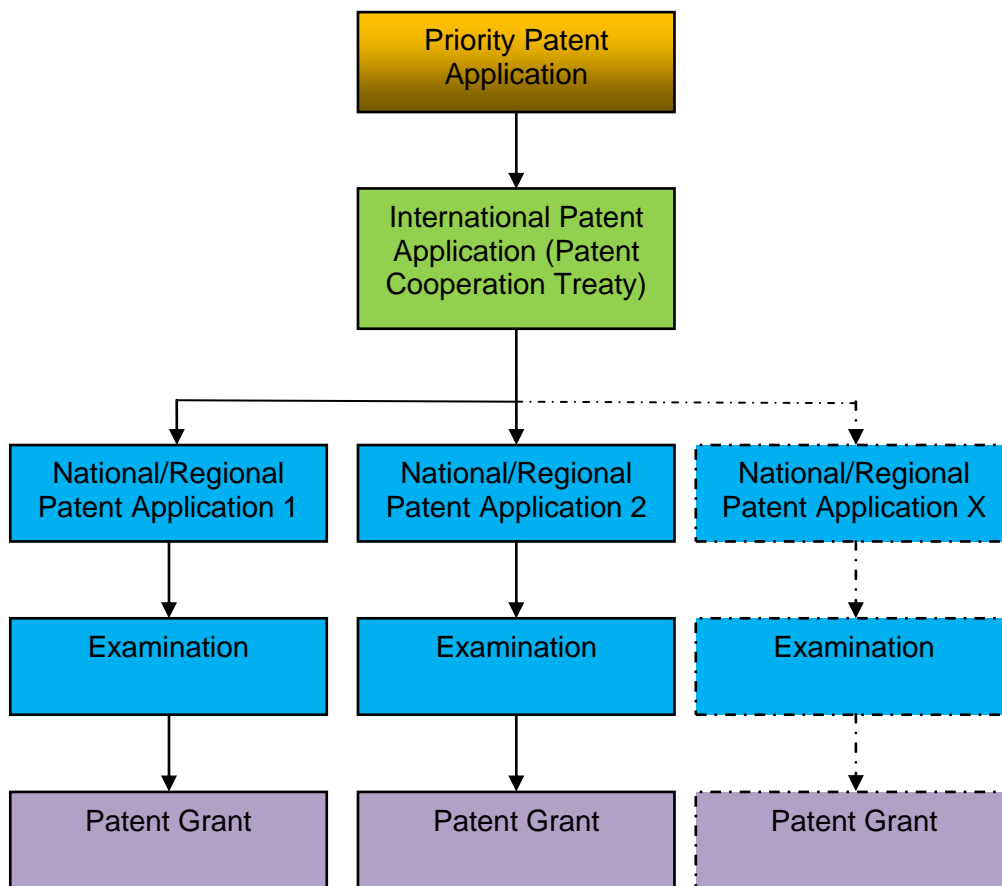 Priority Patent
Application
International Patent
Application (Patent
Cooperation Treaty)
National/Regional
Patent Application 1
National/Regional
Patent Application 2
National/Regional
Patent Application X
Examination
Examination
Examination
Patent Grant
Patent Grant
Patent Grant